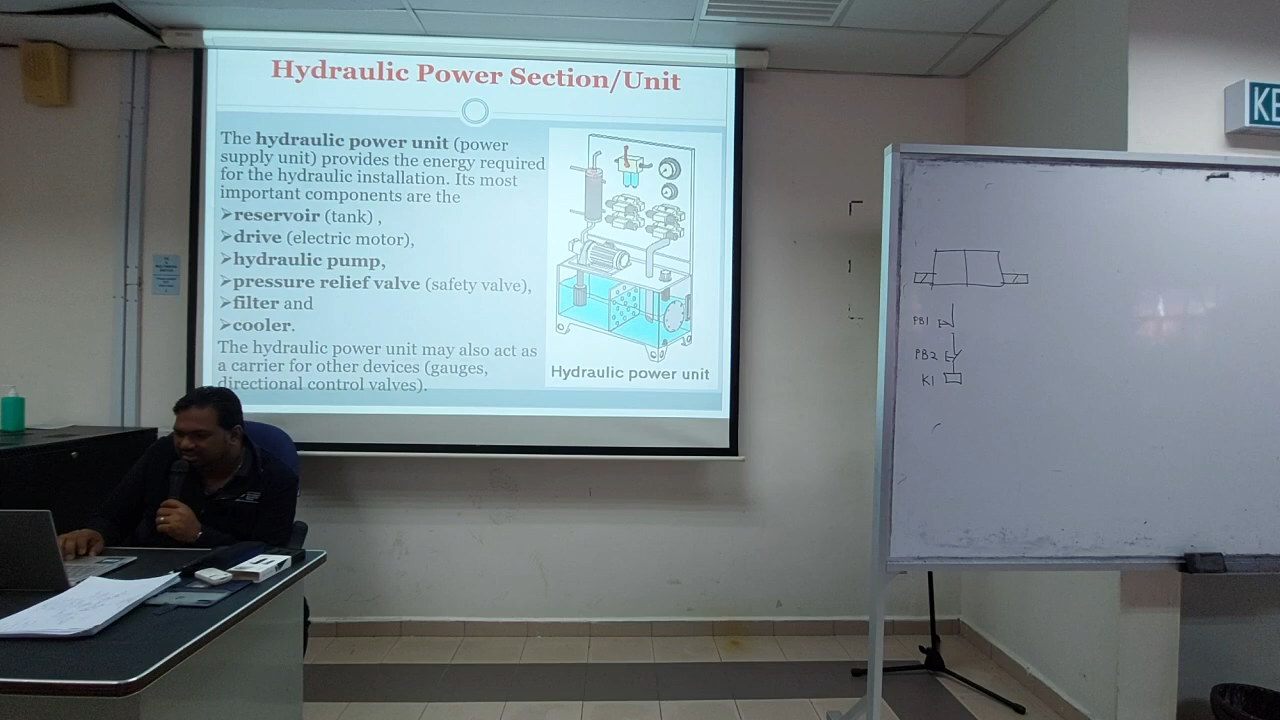 Hydraulic Power Section/Unit
The hydraulic power unit (power
supply unit) provides the energy required
for the hydraulic installation. Its most
important components are the
➢reservoir (tank) ,
➢drive (electric motor),
➢hydraulic pump,
➢pressure relief valve (safety valve),
➢filter and
➢cooler.
The hydraulic power unit may also act as
a carrier for other devices (gauges,
directional control valves).
Hydraulic power unit
PB1
PB2
K1
KE